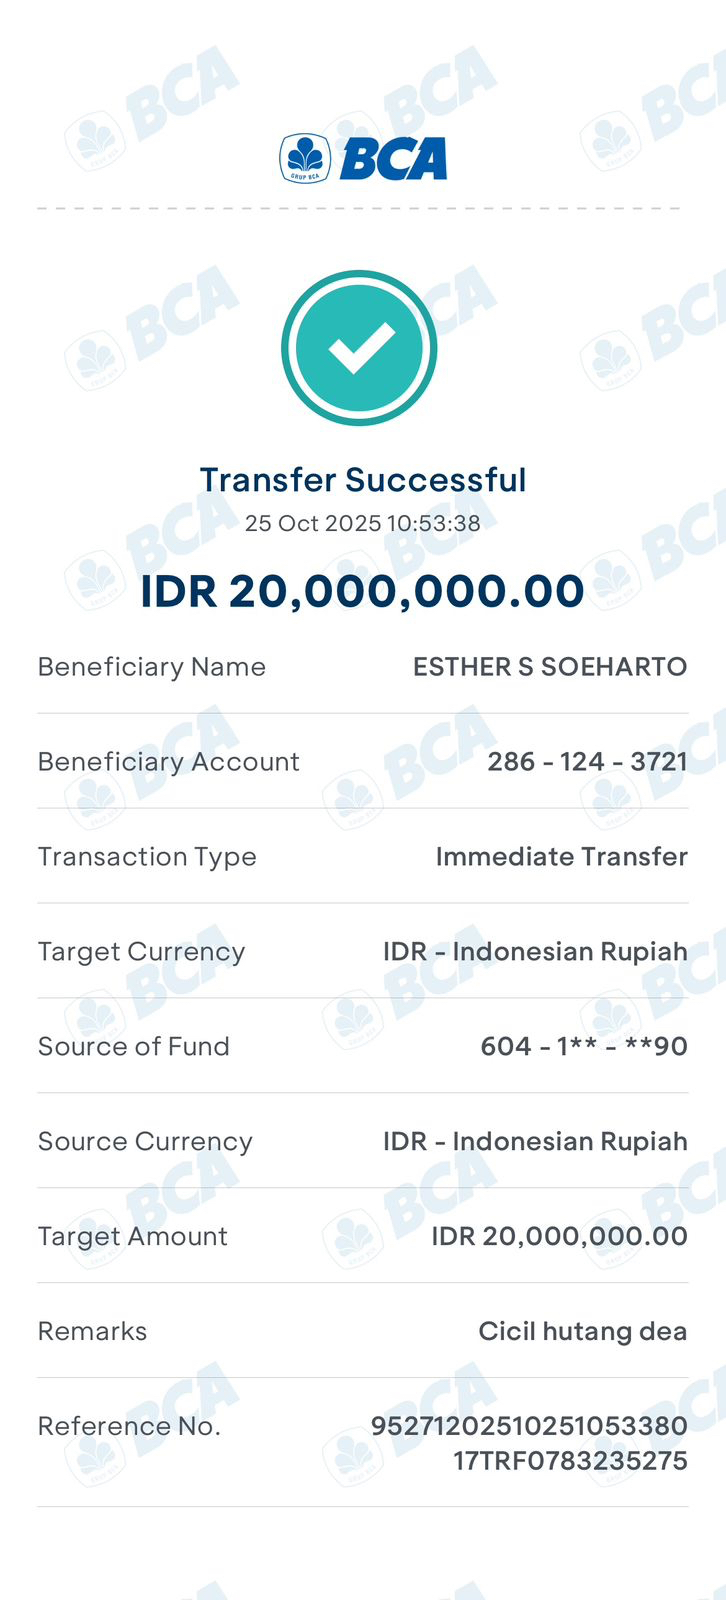 GRUP BCA BCA
Transfer Successful
25 Oct 2025 10:53:38
IDR 20,000,000.00
Beneficiary Name ESTHER S SOEHARTO
Beneficiary Account 286 - 124 - 3721
Transaction Type Immediate Transfer
Target Currency IDR - Indonesian Rupiah
Source of Fund 604 - 1** - **90
Source Currency IDR - Indonesian Rupiah
Target Amount IDR 20,000,000.00
Remarks Cicil hutang dea
Reference No. 95271202510251053380
17TRF0783235275